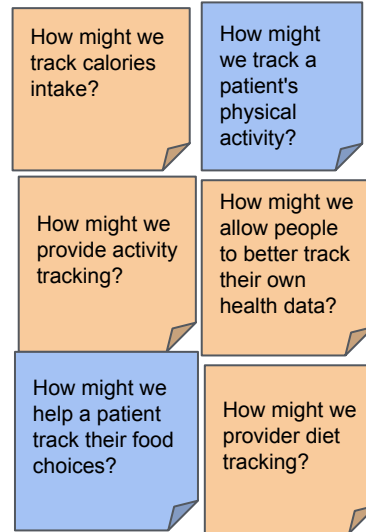 How might we
track calories
intake?
How might
we track a
patient's
physical
activity?
How might we
provide activity
tracking?
How might we
allow people
to better track
their own
health data?
How might we
help a patient
track their food
choices?
How might we
provider diet
tracking?